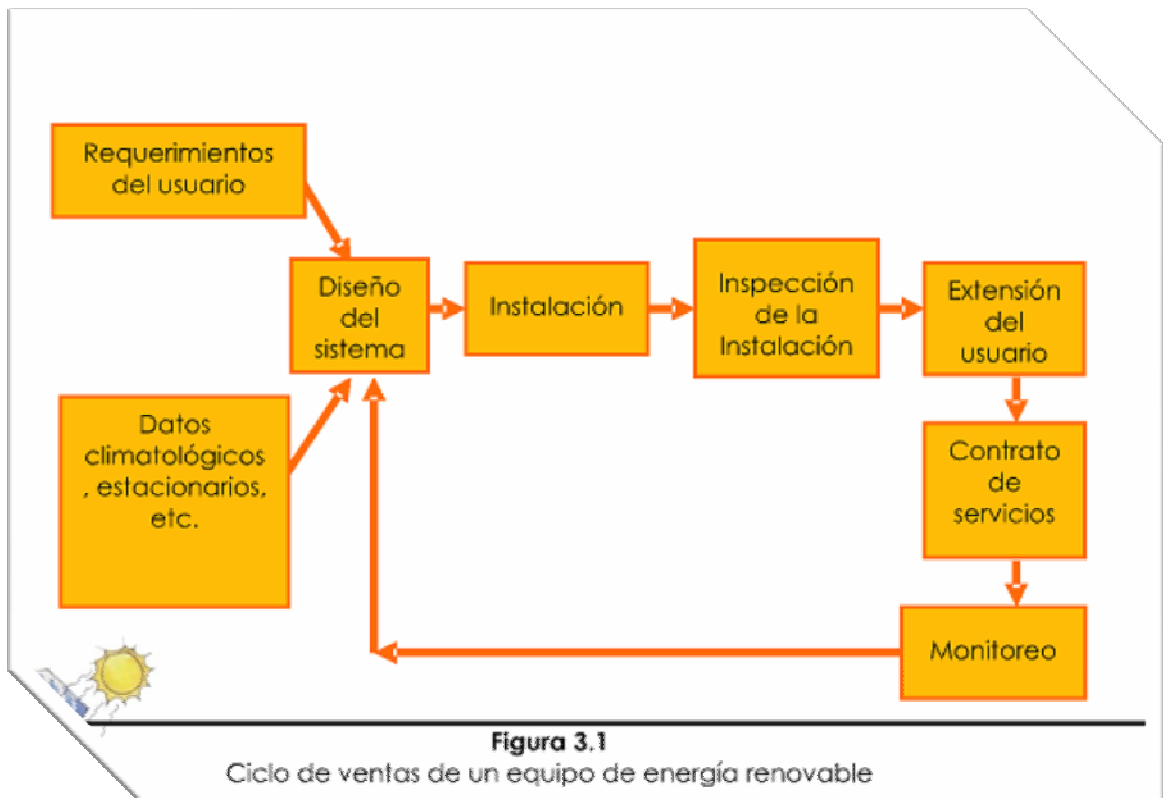 Requerimientos
del usuario
Diseño
del
sistema
Instalación
Inspección
de la
Instalación
Extensión
del
usuario
Datos
climatológicos
, estacionarios,
etc.
Contrato
de
servicios
Monitoreo
Figura 3.1
Ciclo de ventas de un equipo de energía renovable